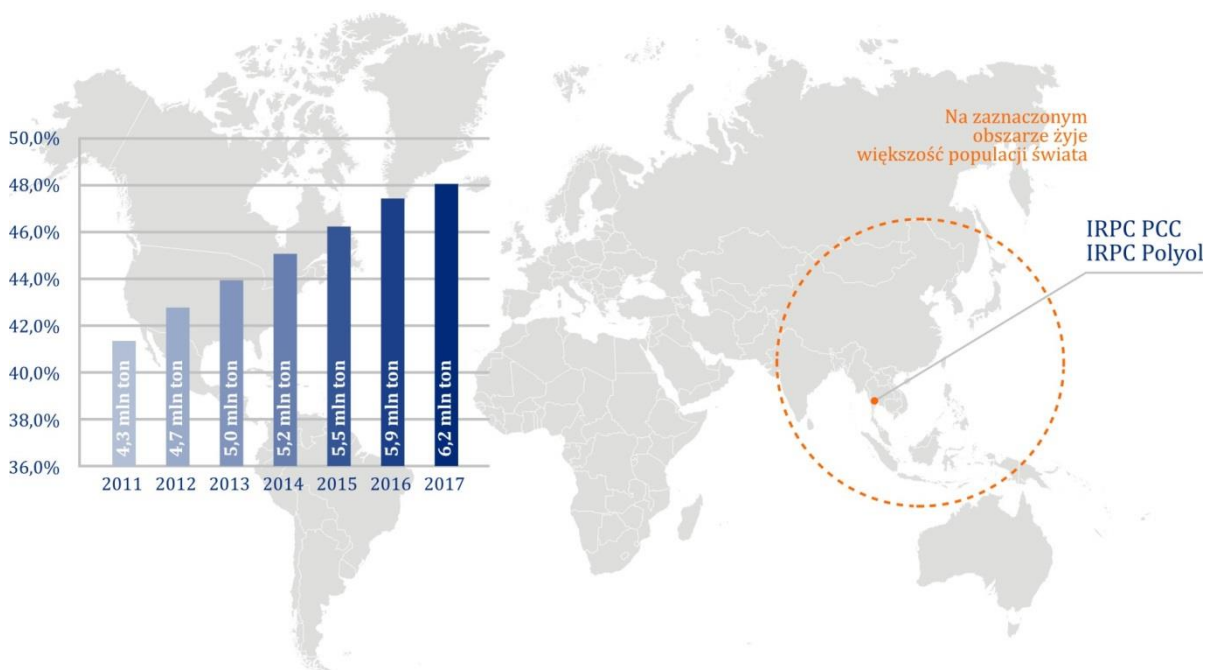 Na zaznaczonym
obszarze żyje
większość populacji świata
IRPC PCC
IRPC Polyol
50,0%
48,0%
46,0%
44,0%
42,0%
40,0%
38,0%
36,0%
4,3 mln ton
4,7 mln ton
5,0 mln ton
5,2 mln ton
5,5 mln ton
5,9 mln ton
6,2 mln ton
2011 2012 2013 2014 2015 2016 2017